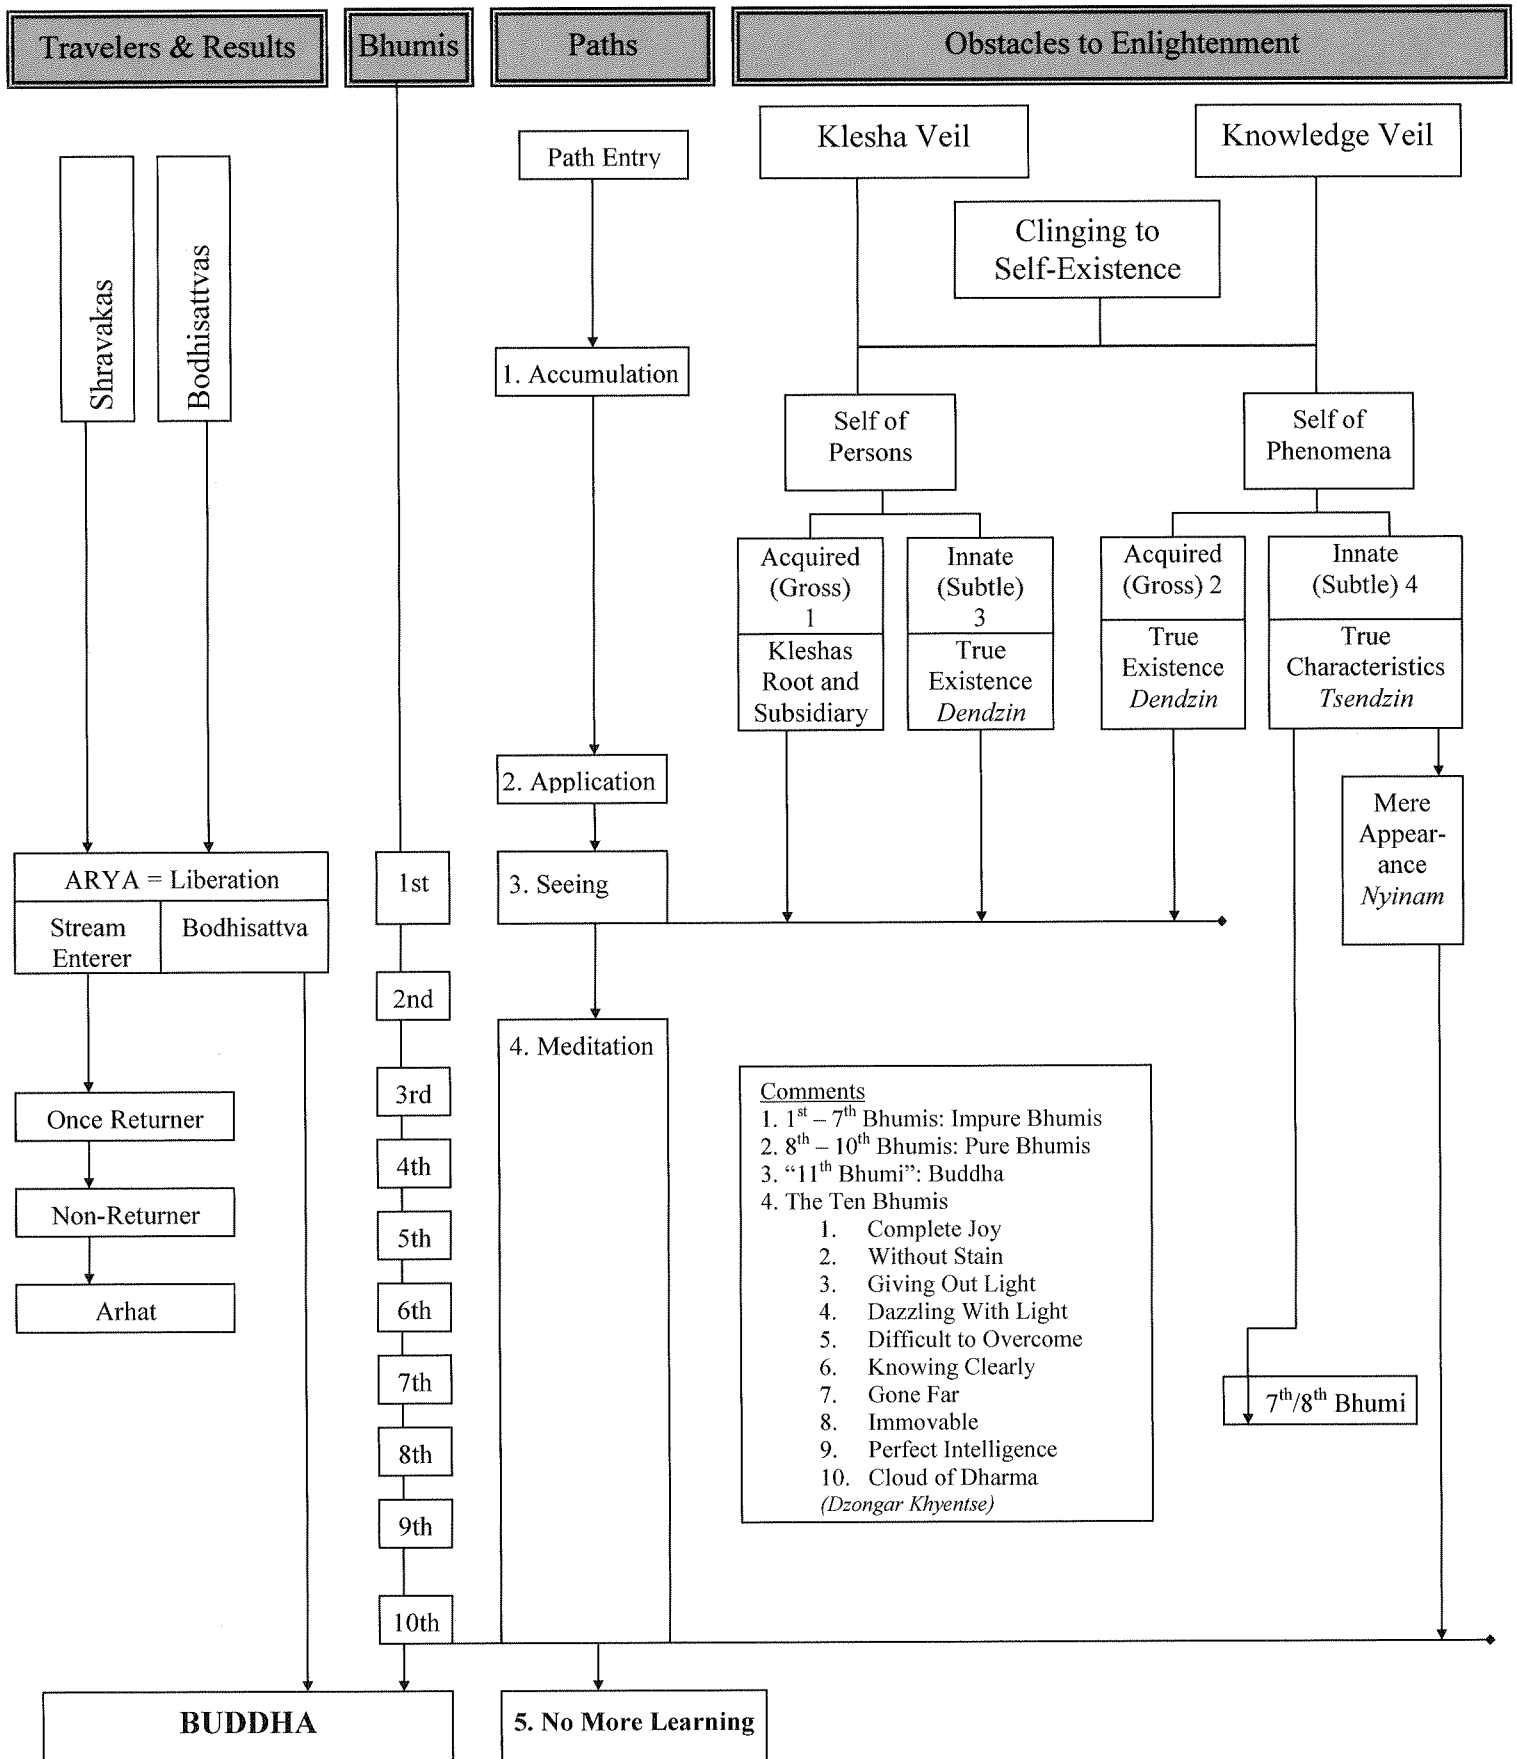 Travelers & Results
Bhumis
Paths
Obstacles to Enlightenment
Shravakas
Bodhisattvas
Path Entry
1. Accumulation
2. Application
Klesha Veil
Knowledge Veil
Clinging to
Self-Existence
Self of
Persons
Self of
Phenomena
Acquired
(Gross)
1
Kleshas
Root and
Subsidiary
Innate
(Subtle)
3
True
Existence
Dendzin
Acquired
(Gross) 2
True
Existence
Dendzin
Innate
(Subtle) 4
True
Characteristics
Tsendzin
Mere
Appear-
ance
Nyinam
ARYA = Liberation
Stream
Enterer
Bodhisattva
1st
3. Seeing
2nd
4. Meditation
3rd
4th
5th
6th
7th
8th
9th
10th
Once Returner
Non-Returner
Arhat
Comments
1. 1st – 7th Bhumis: Impure Bhumis
2. 8th – 10th Bhumis: Pure Bhumis
3. “11th Bhumi”: Buddha
4. The Ten Bhumis
1. Complete Joy
2. Without Stain
3. Giving Out Light
4. Dazzling With Light
5. Difficult to Overcome
6. Knowing Clearly
7. Gone Far
8. Immovable
9. Perfect Intelligence
10. Cloud of Dharma
(Dzongar Khyentse)
7th/8th Bhumi
BUDDHA
5. No More Learning